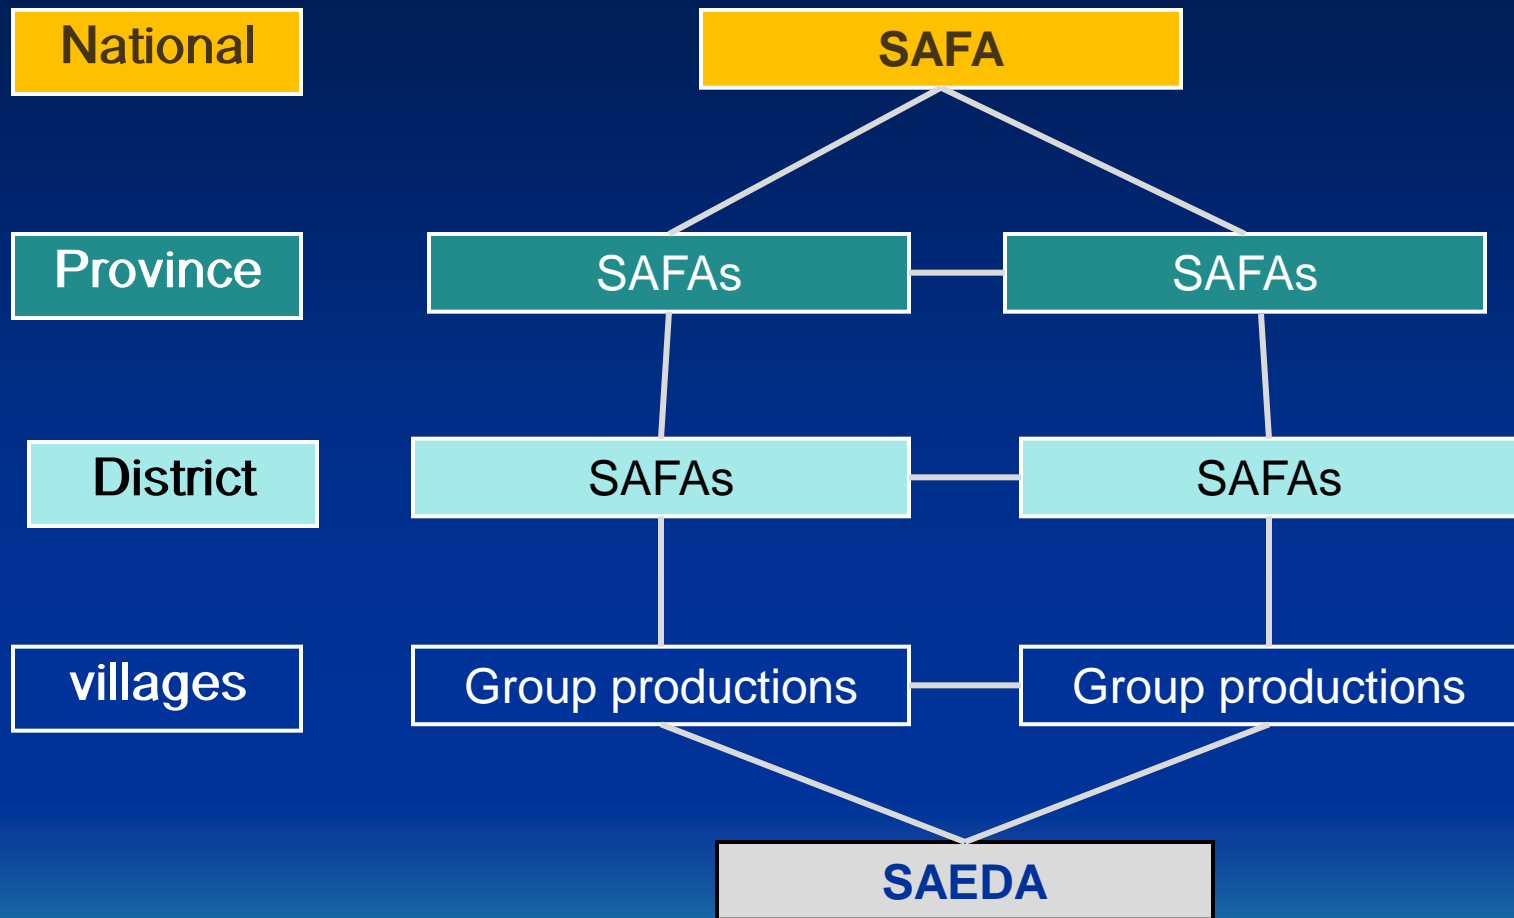 National
SAFA
Province
SAFAs
SAFAs
District
SAFAs
SAFAs
villages
Group productions
Group productions
SAEDA